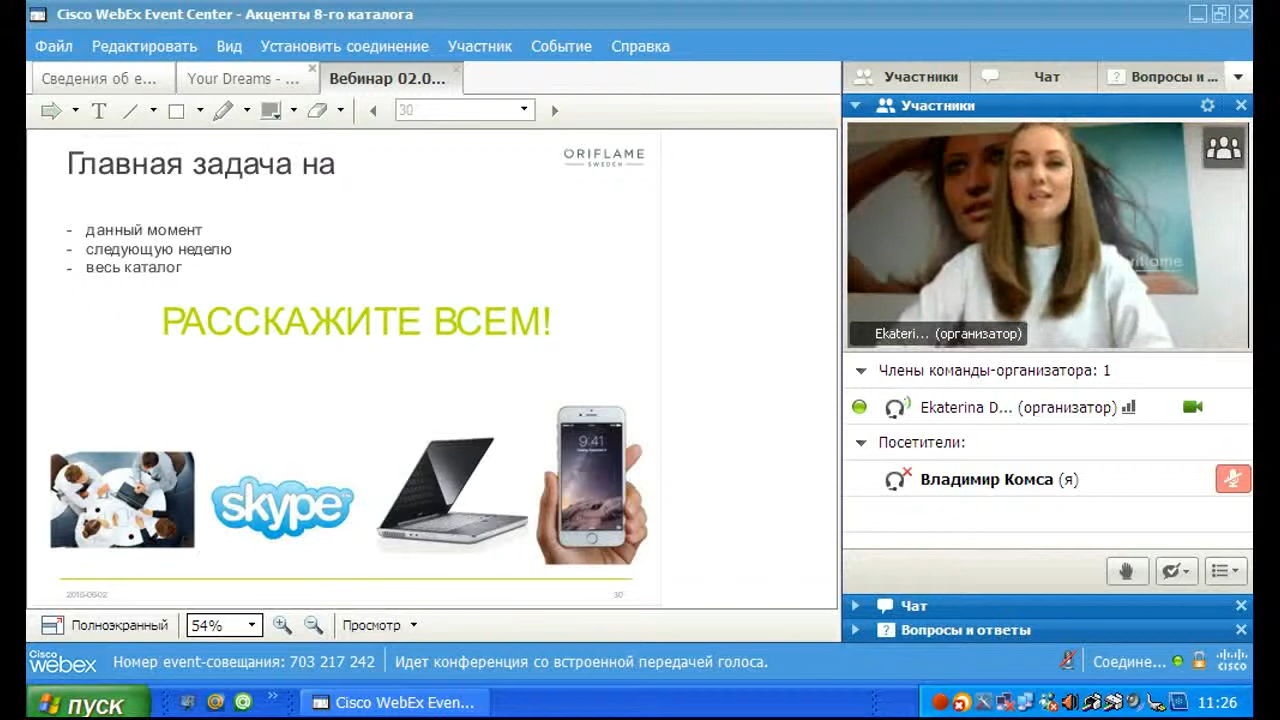 Cisco WebEx Event Center - Акценты 8-го каталога
Файл Редактировать Вид Установить соединение Участник Событие Справка
Сведения об е... Your Dreams - ... Вебинар 02.0...
Участники Чат Вопросы и ...
T 30
Участники
Главная задача на
ORIFLAME
SWEDEN
- данный момент
- следующую неделю
- весь каталог
РАССКАЖИТЕ ВСЕМ!
Ekateri... (организатор)
Члены команды-организатора: 1
Ekaterina D... (организатор)
Посетители:
Владимир Комса (я)
skype
9:41
30
Чат
Вопросы и ответы
Полноэкранный 54% Просмотр
Cisco
webex
Номер event-совещания: 703 217 242 Идет конференция со встроенной передачей голоса.
Соедине...
CISCO
пуск
Cisco WebEx Even...
11:26